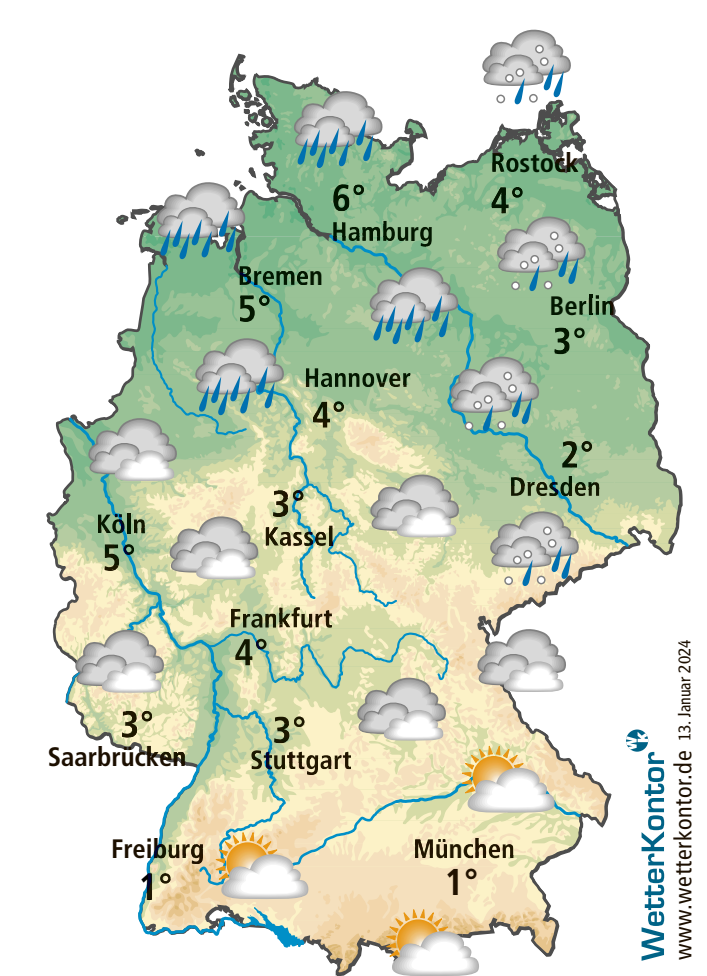 Rostock
4°
6°
Hamburg
Bremen
5°
Berlin
3°
Hannover
4°
2°
Dresden
3°
Kassel
Köln
5°
Frankfurt
4°
3°
Saarbrücken
3°
Stuttgart
Freiburg
1°
München
1°
WetterKontor
www.wetterkontor.de 13. Januar 2024